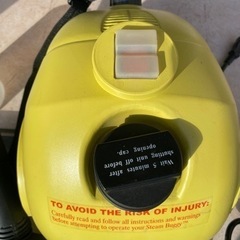 Wait 5 minutes after
shutting unit off before
opening cap.
TO AVOID THE RISK OF INJURY:
Carefully read and follow all instructions and warnings
before attempting to operate your Steam Buggy